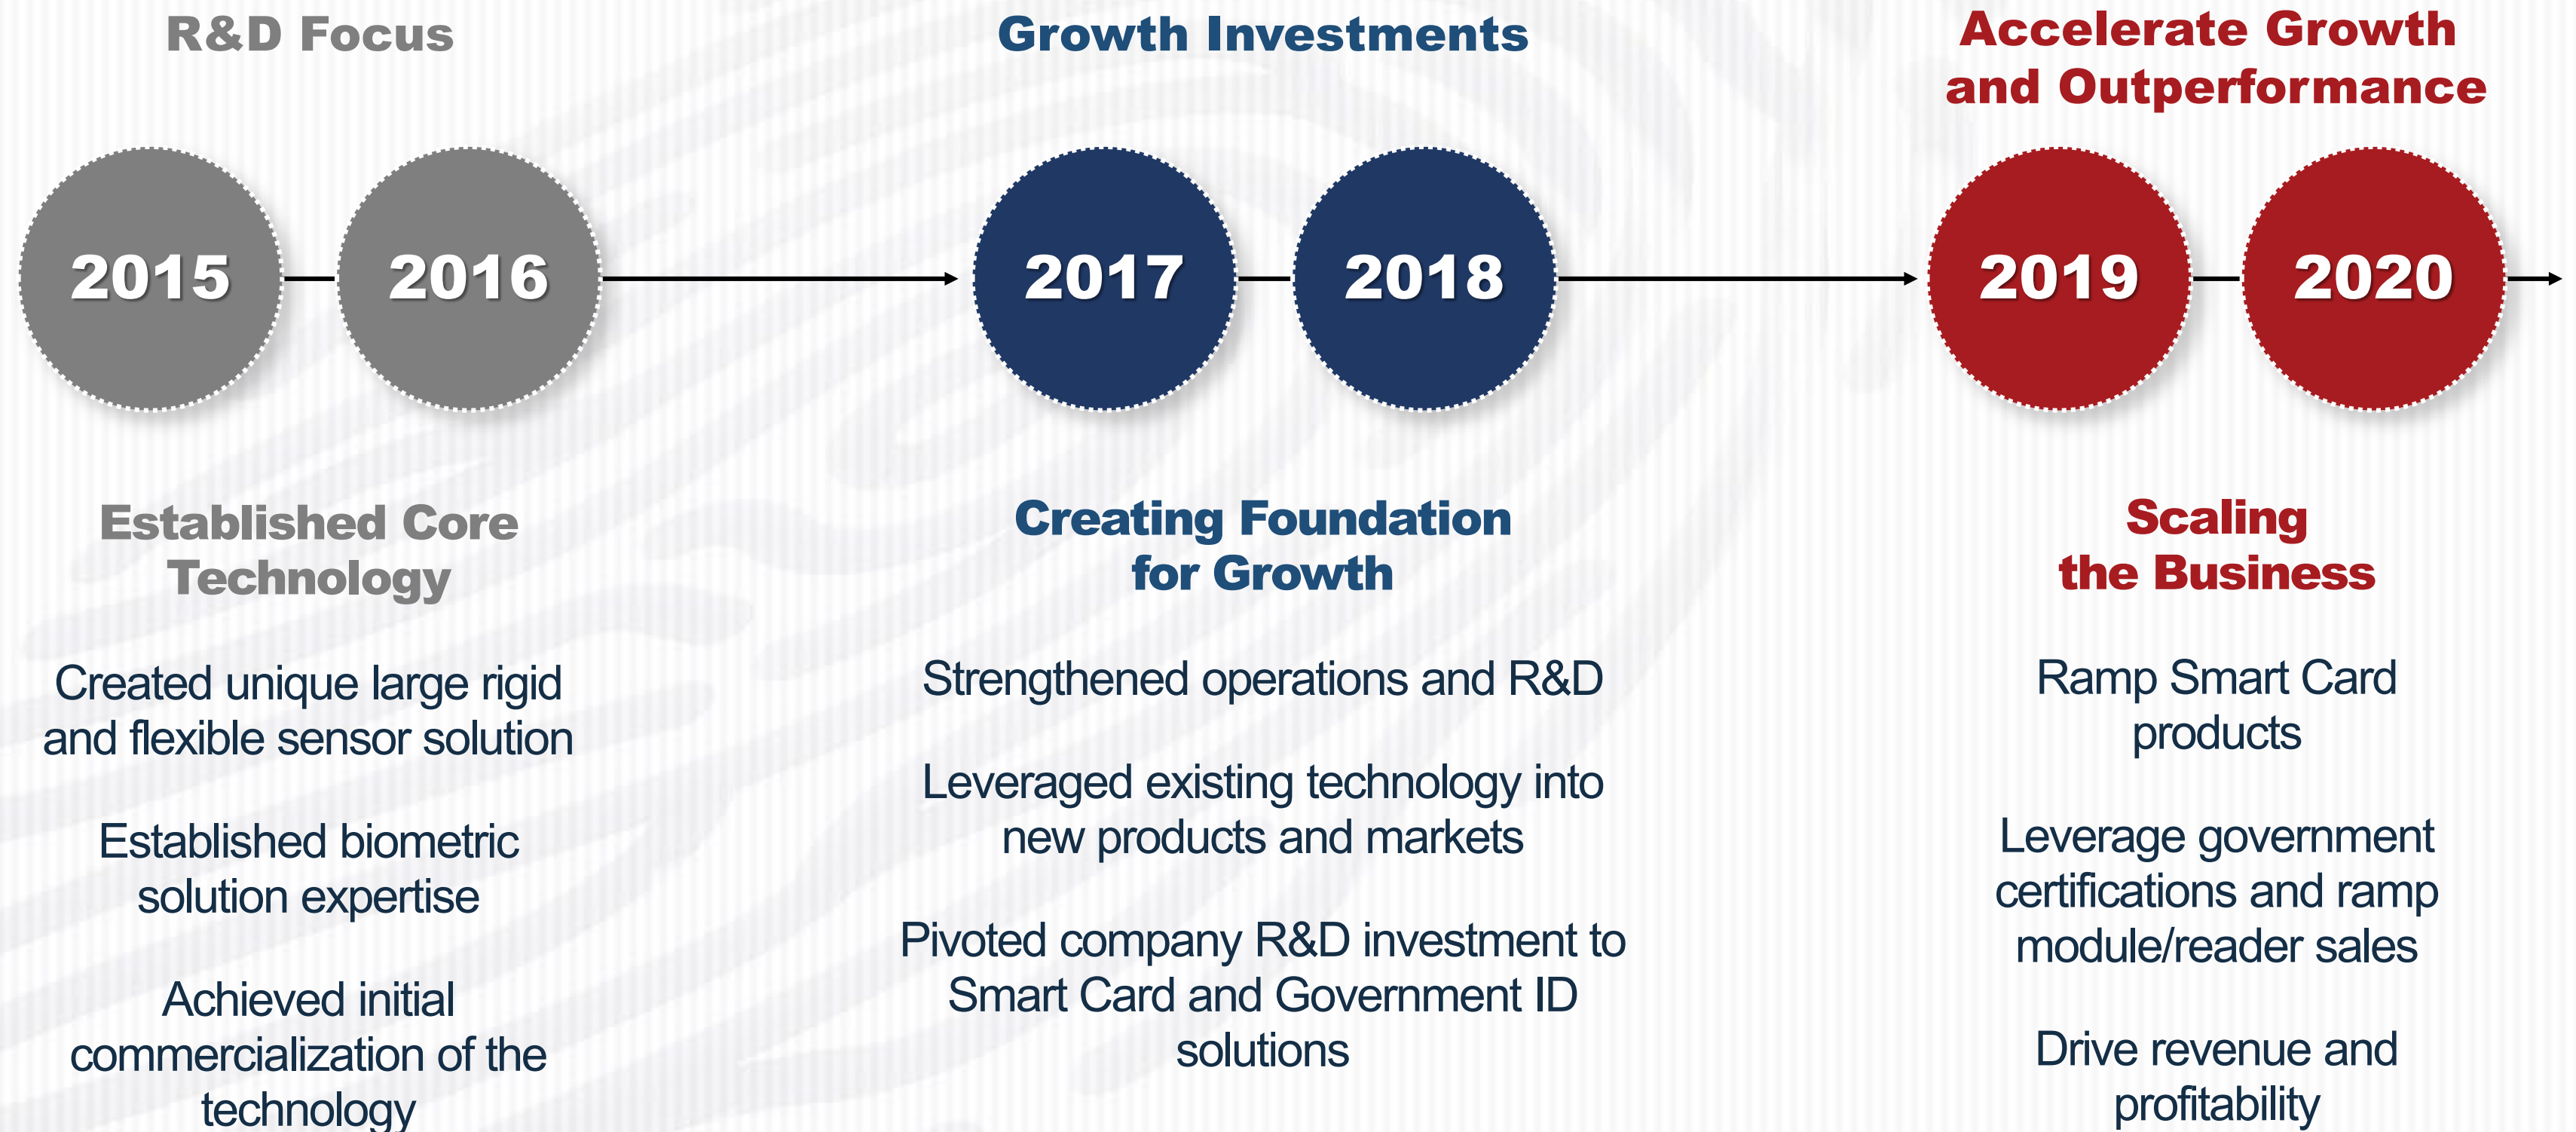 R&D Focus
Growth Investments
Accelerate Growth
and Outperformance
2015
2016
2017
2018
2019
2020
Established Core
Technology
Created unique large rigid
and flexible sensor solution
Established biometric
solution expertise
Achieved initial
commercialization of the
technology
Creating Foundation
for Growth
Strengthened operations and R&D
Leveraged existing technology into
new products and markets
Pivoted company R&D investment to
Smart Card and Government ID
solutions
Scaling
the Business
Ramp Smart Card
products
Leverage government
certifications and ramp
module/reader sales
Drive revenue and
profitability